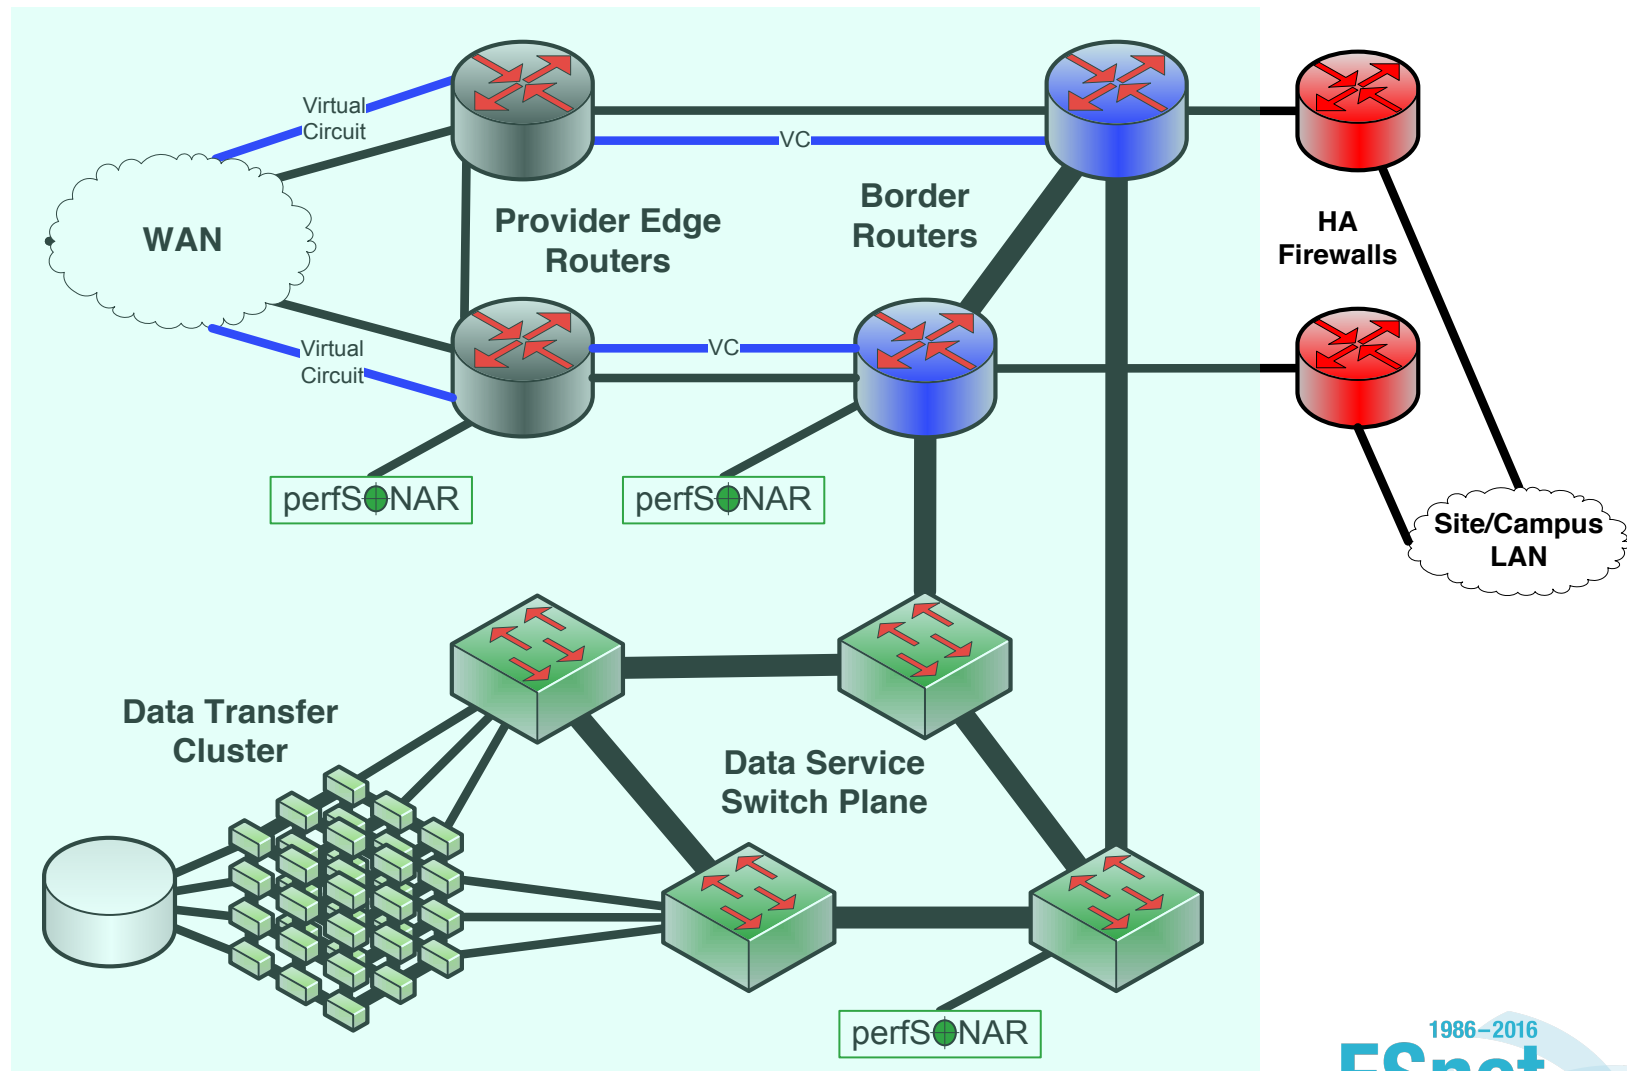 Virtual
Circuit
VC
WAN
Provider Edge
Routers
Border
Routers
HA
Firewalls
Virtual
Circuit
VC
perfSONAR
perfSONAR
Site/Campus
LAN
Data Transfer
Cluster
Data Service
Switch Plane
perfSONAR
1986–2016
ESnet